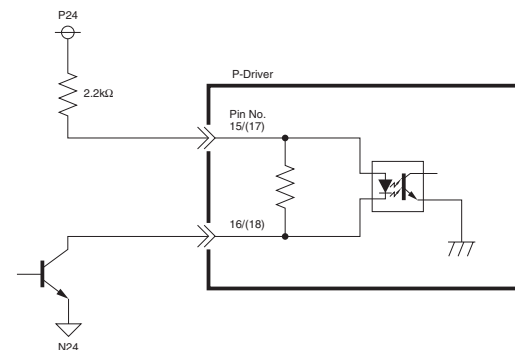 P24
2.2kΩ
P-Driver
Pin No.
15/(17)
16/(18)
N24